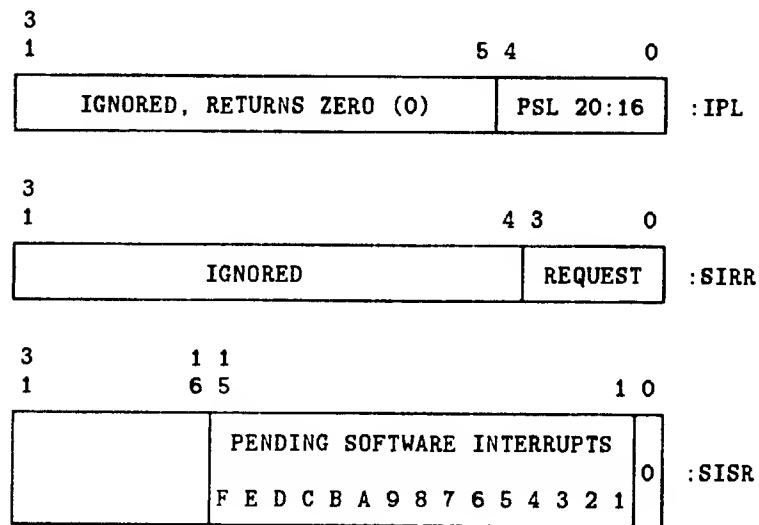 3
1 5 4 0
IGNORED, RETURNS ZERO (0) PSL 20:16 :IPL
3
1 4 3 0
IGNORED REQUEST :SIRR
3 1 1
1 6 5 1 0
PENDING SOFTWARE INTERRUPTS
0 :SISR
F E D C B A 9 8 7 6 5 4 3 2 1